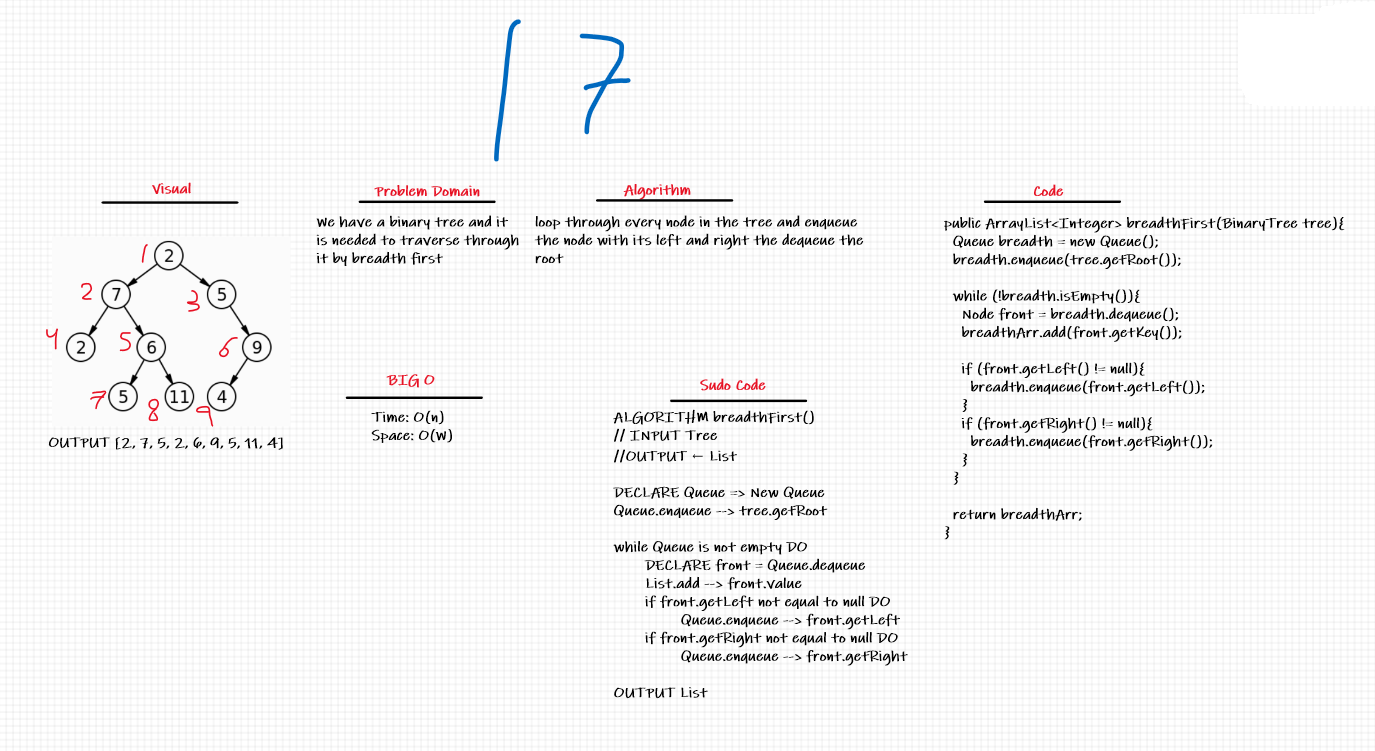 17
Visual
1 2
2 7 3 5
4 2 5 6 6 9
7 5 8 11 9 4
OUTPUT [2, 7, 5, 2, 6, 9, 5, 11, 4]
Problem Domain
We have a binary tree and it
is needed to traverse through
it by breadth first
Algorithm
loop through every node in the tree and enqueue
the node with its left and right the dequeue the
root
BIG O
Time: O(n)
Space: O(w)
Sudo Code
ALGORITHM breadthFirst()
// INPUT Tree
//OUTPUT ← List
DECLARE Queue => New Queue
Queue.enqueue --> tree.getRoot
while Queue is not empty DO
DECLARE front = Queue.dequeue
List.add --> front.value
if front.getLeft not equal to null DO
Queue.enqueue --> front.getLeft
if front.getRight not equal to null DO
Queue.enqueue --> front.getRight
OUTPUT List
Code
public ArrayList<Integer> breadthFirst(BinaryTree tree){
Queue breadth = new Queue();
breadth.enqueue(tree.getRoot());
while (!breadth.isEmpty()){
Node front = breadth.dequeue();
breadthArr.add(front.getKey());
if (front.getLeft() != null){
breadth.enqueue(front.getLeft());
}
if (front.getRight() != null){
breadth.enqueue(front.getRight());
}
}
return breadthArr;
}